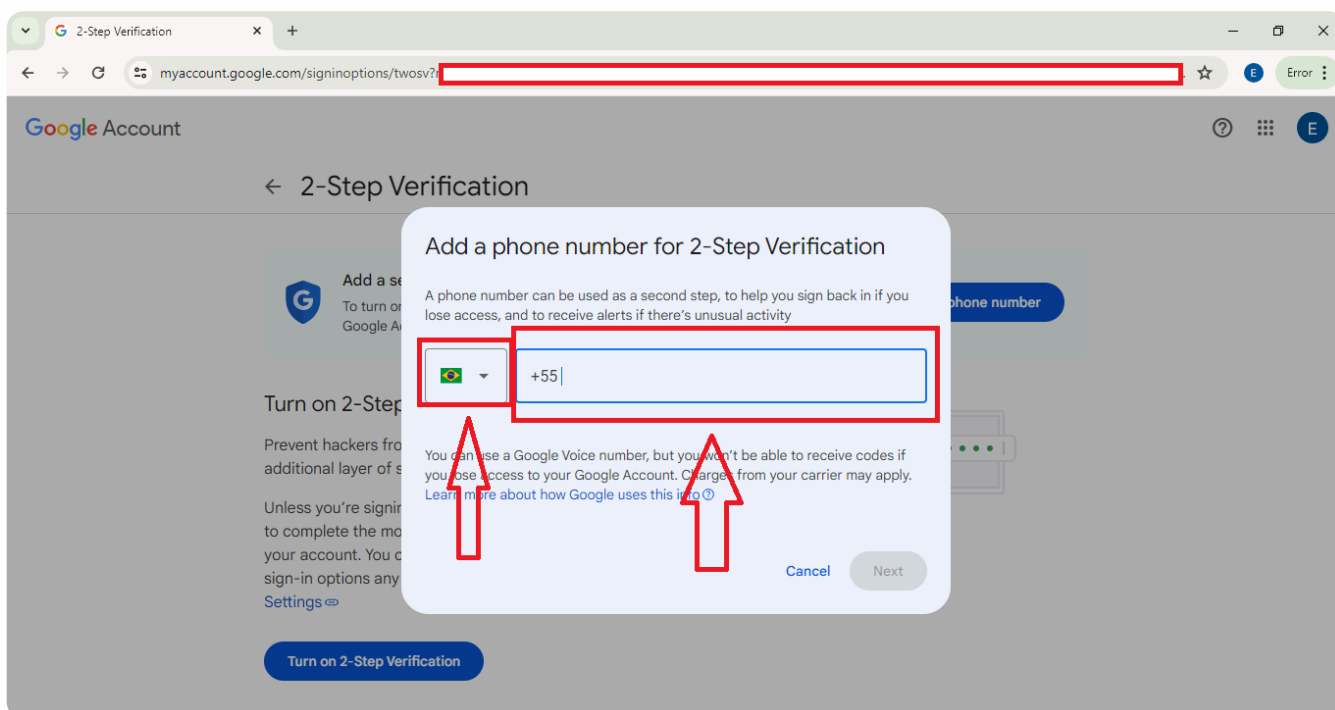 2-Step Verification
myaccount.google.com/signinoptions/twosv?
E
Error
Google Account
E
2-Step Verification
Add a phone number for 2-Step Verification
A phone number can be used as a second step, to help you sign back in if you
lose access, and to receive alerts if there's unusual activity
+55
You can use a Google Voice number, but you won't be able to receive codes if
you lose access to your Google Account. Charges from your carrier may apply.
Learn more about how Google uses this info
Cancel
Next
Add a
To turn
Google
phone number
Turn on 2-Step
Prevent hackers
additional layer of
Unless you're
to complete the
your account. You
sign-in options any
Settings
Turn on 2-Step Verification